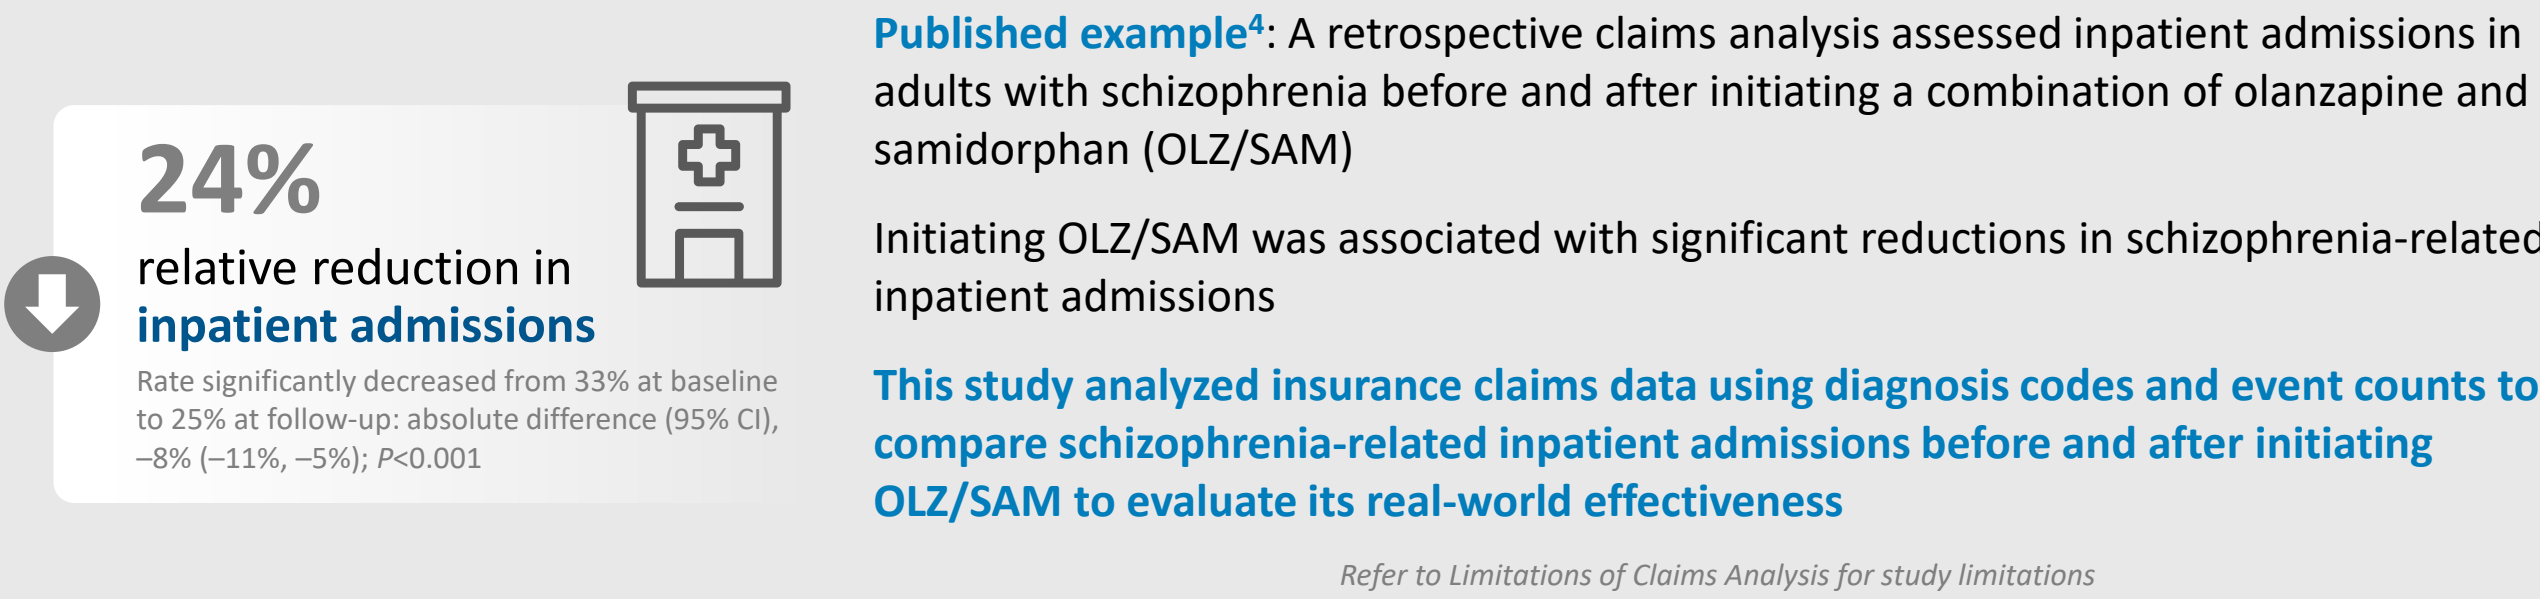 24%
relative reduction in
inpatient admissions
Rate significantly decreased from 33% at baseline
to 25% at follow-up: absolute difference (95% CI),
–8% (–11%, –5%); P<0.001
Published example⁴: A retrospective claims analysis assessed inpatient admissions in
adults with schizophrenia before and after initiating a combination of olanzapine and
samidorphan (OLZ/SAM)
Initiating OLZ/SAM was associated with significant reductions in schizophrenia-related
inpatient admissions
This study analyzed insurance claims data using diagnosis codes and event counts to
compare schizophrenia-related inpatient admissions before and after initiating
OLZ/SAM to evaluate its real-world effectiveness
Refer to Limitations of Claims Analysis for study limitations